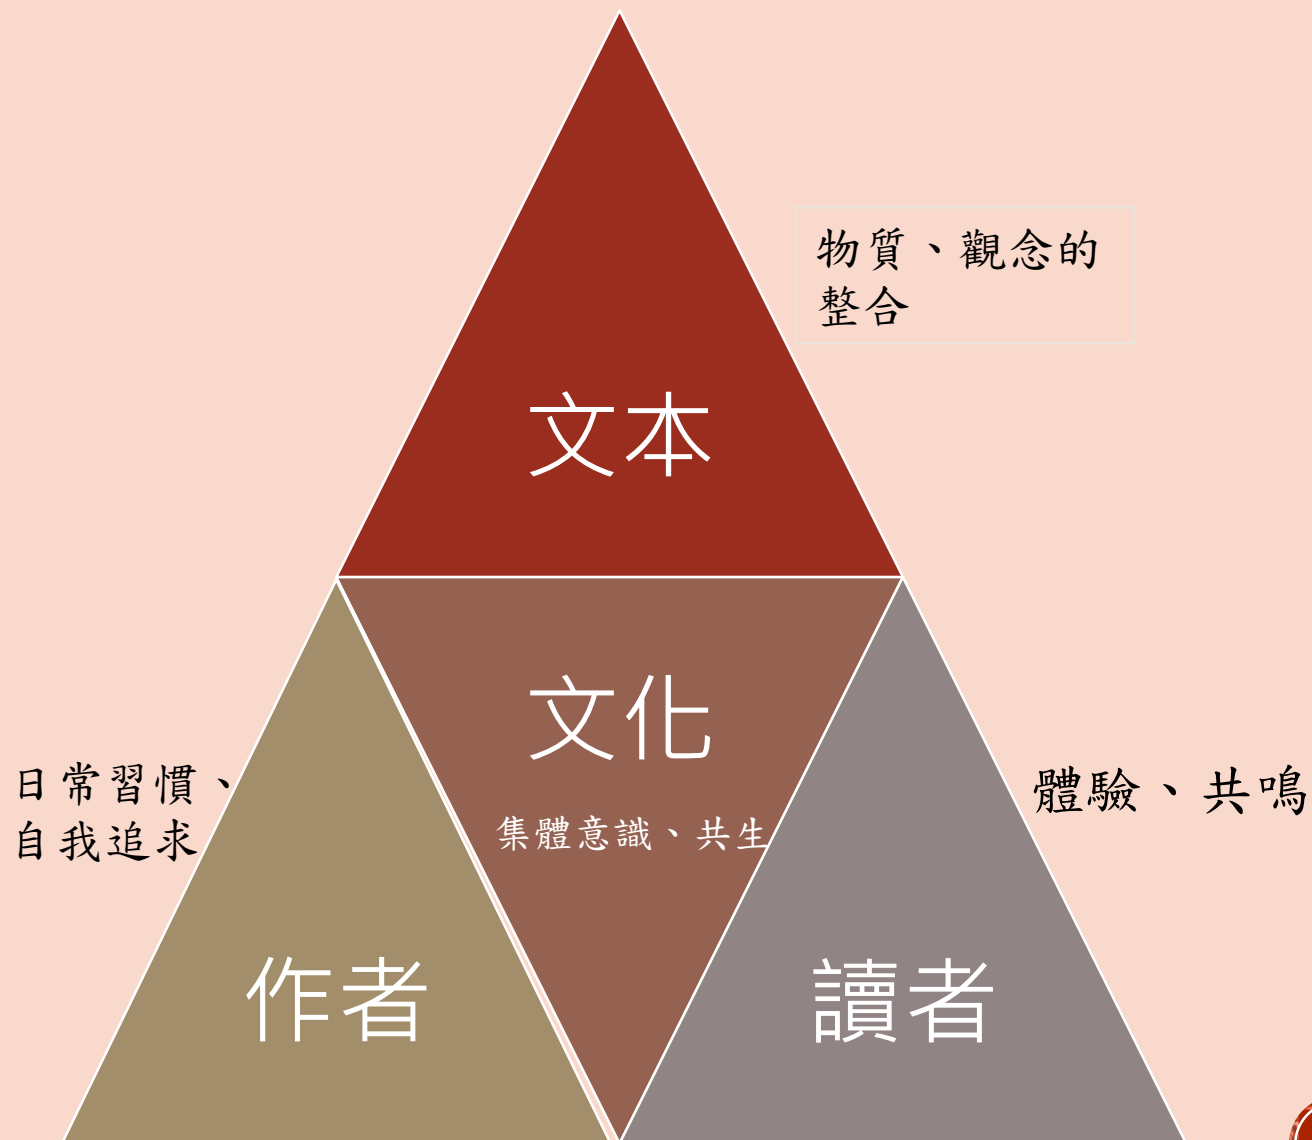 物質、觀念的
整合
文本
文化
日常習慣、
自我追求
集體意識、共生
體驗、共鳴
作者
讀者